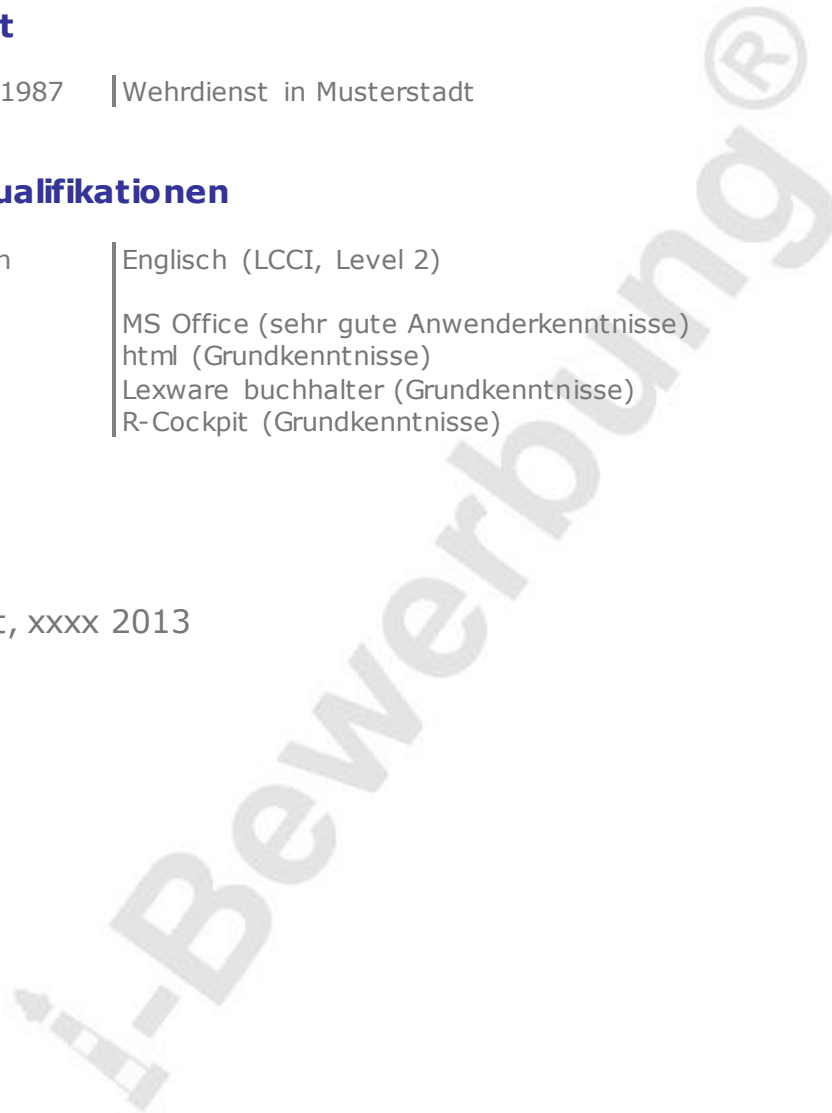 t
1987 Wehrdienst in Musterstadt
ualifikationen
n Englisch (LCCI, Level 2)
MS Office (sehr gute Anwenderkenntnisse)
html (Grundkenntnisse)
Lexware buchhalter (Grundkenntnisse)
R-Cockpit (Grundkenntnisse)
t, xxxx 2013
i-Bewerbung®